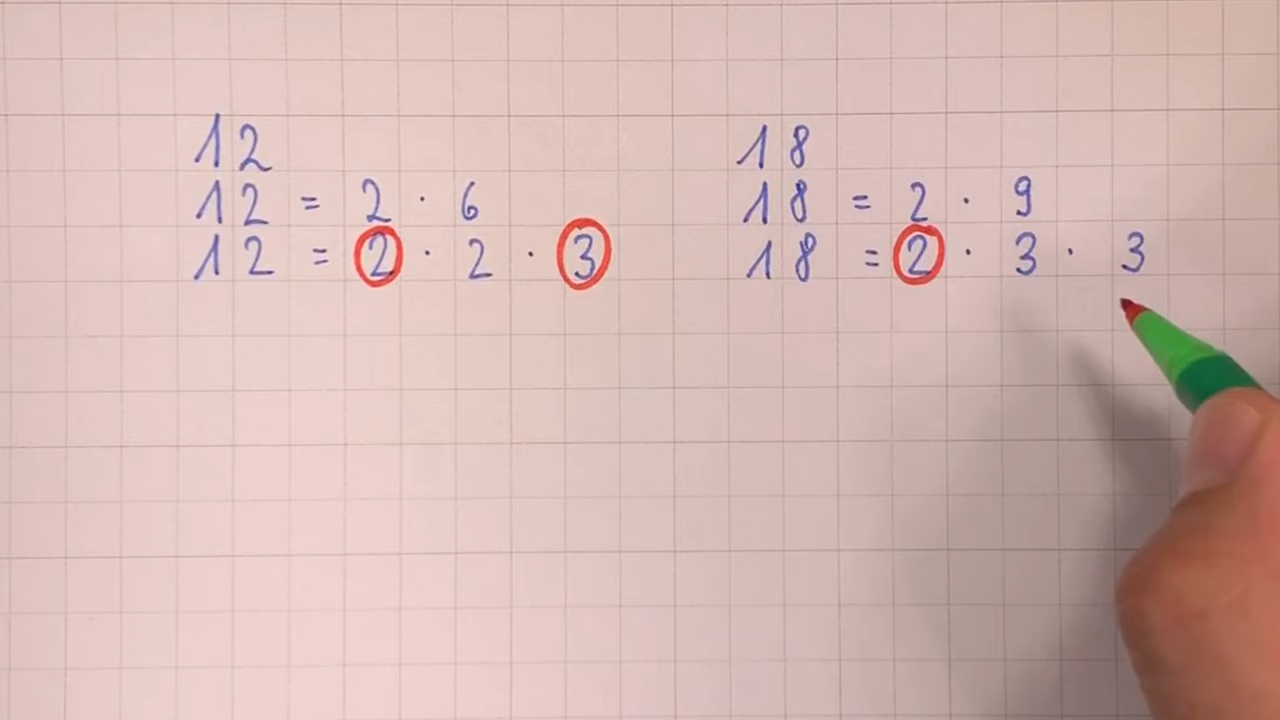 12
12 = 2 · 6
12 = 2 · 2 · 3
18
18 = 2 · 9
18 = 2 · 3 · 3